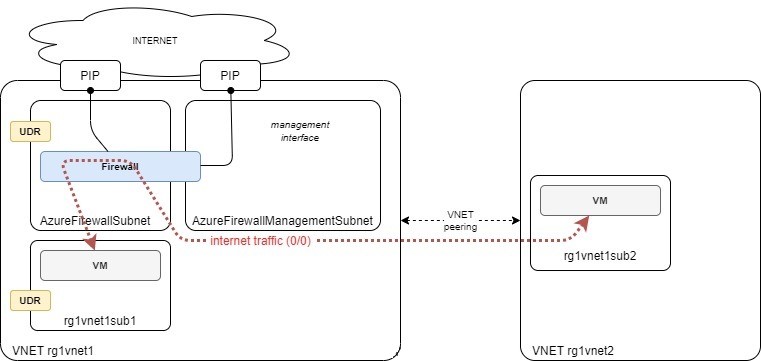 INTERNET
PIP
PIP
UDR
management
interface
Firewall
AzureFirewallSubnet
AzureFirewallManagementSubnet
VNET
peering
VM
internet traffic (0/0)
rg1vnet1sub2
VM
UDR
rg1vnet1sub1
VNET rg1vnet1
VNET rg1vnet2